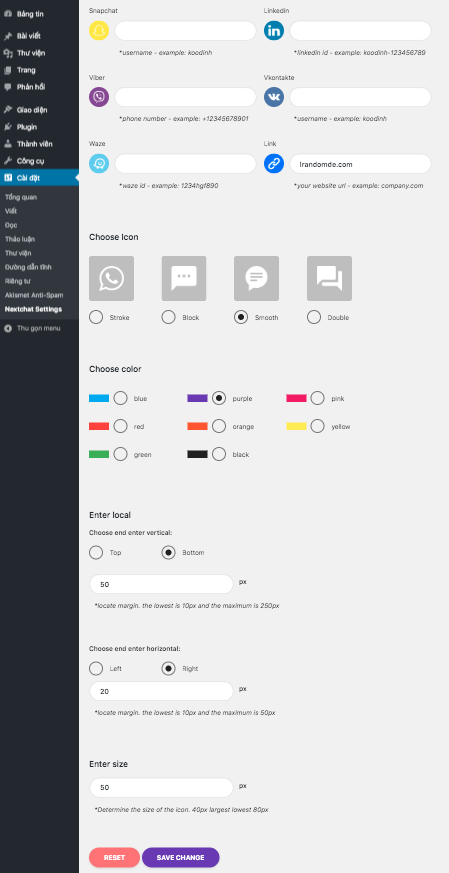 Bảng tin
Bài viết
Thư viện
Trang
Phản hồi
Giao diện
Plugin
Thành viên
Công cụ
Cài đặt
Tổng quan
Viết
Đọc
Thảo luận
Thư viện
Đường dẫn tĩnh
Riêng tư
Akismet Anti-Spam
Nextchat Settings
Thu gọn menu
Snapchat
Linkedin
*username - example: koodinh
*linkedin id - example: koodinh-123456789
Viber
Vkontakte
*phone number - example: +12345678901
*username - example: koodinh
Waze
Link
lrandomde.com
*waze id - example: 1234hgf890
*your website url - example: company.com
Choose Icon
Stroke
Block
Smooth
Double
Choose color
blue
purple
pink
red
orange
yellow
green
black
Enter local
Choose end enter vertical:
Top
Bottom
50
px
*locate margin. the lowest is 10px and the maximum is 250px
Choose end enter horizontal:
Left
Right
20
px
*locate margin. the lowest is 10px and the maximum is 50px
Enter size
50
px
*Determine the size of the icon. 40px largest lowest 80px
RESET
SAVE CHANGE